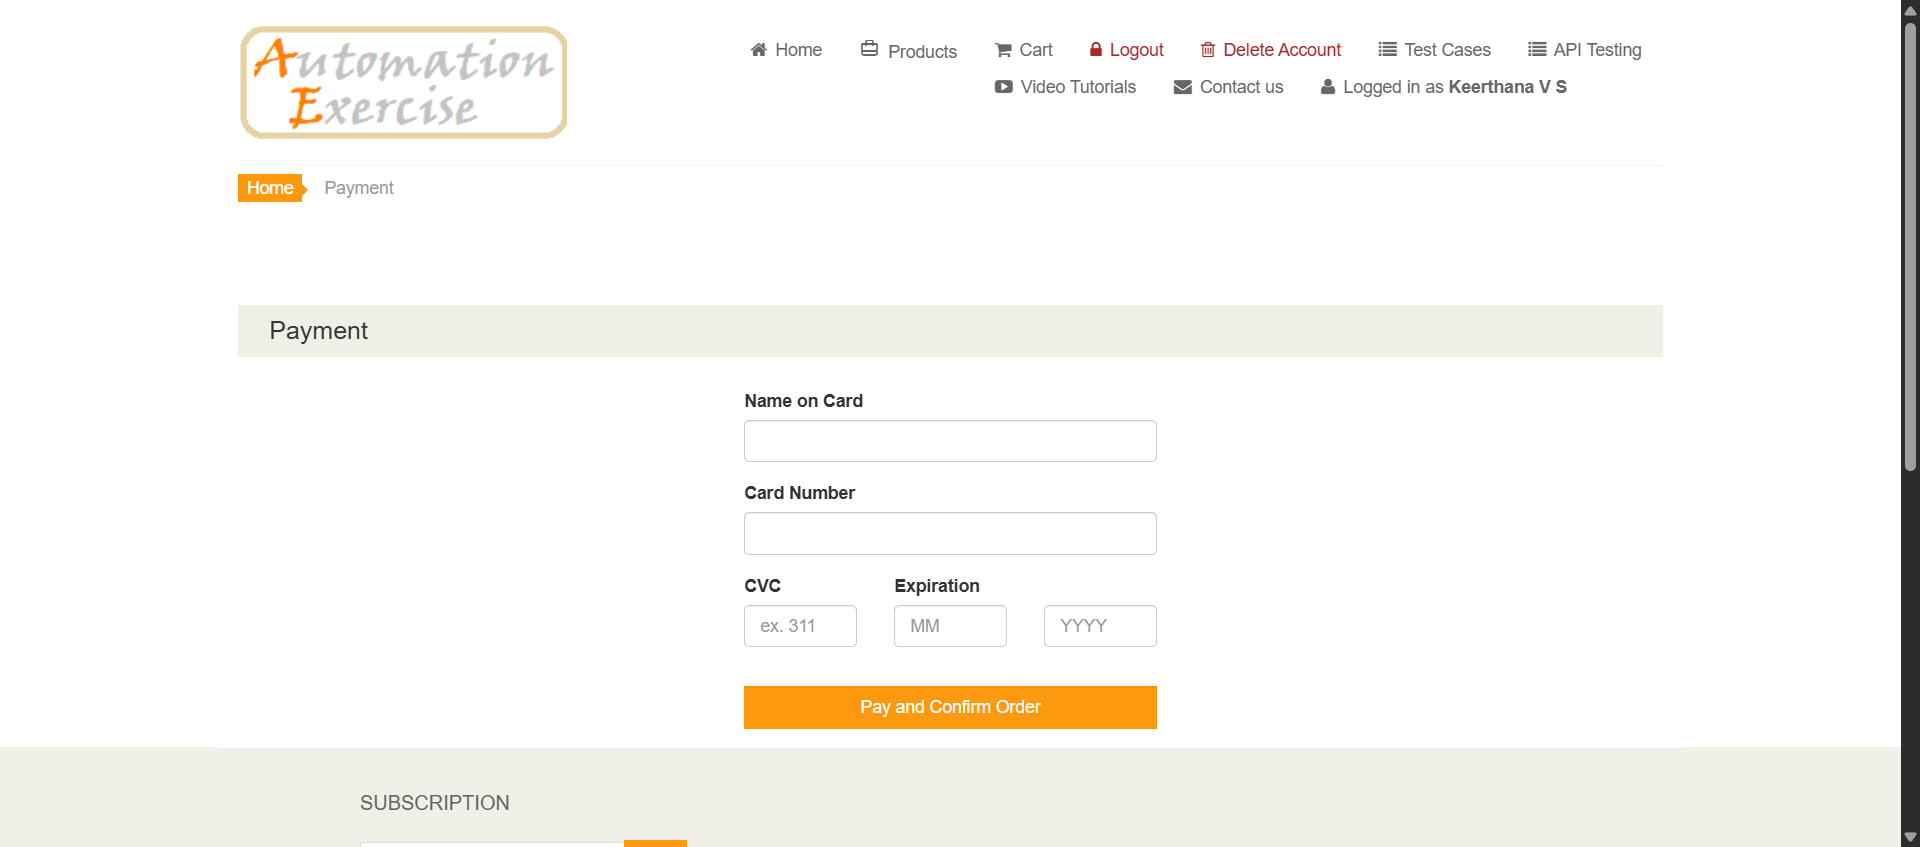 Automation
Exercise
Home Products Cart Logout Delete Account Test Cases API Testing
Video Tutorials Contact us Logged in as Keerthana V S
Home Payment
Payment
Name on Card
Card Number
CVC Expiration
ex. 311 MM YYYY
Pay and Confirm Order
SUBSCRIPTION